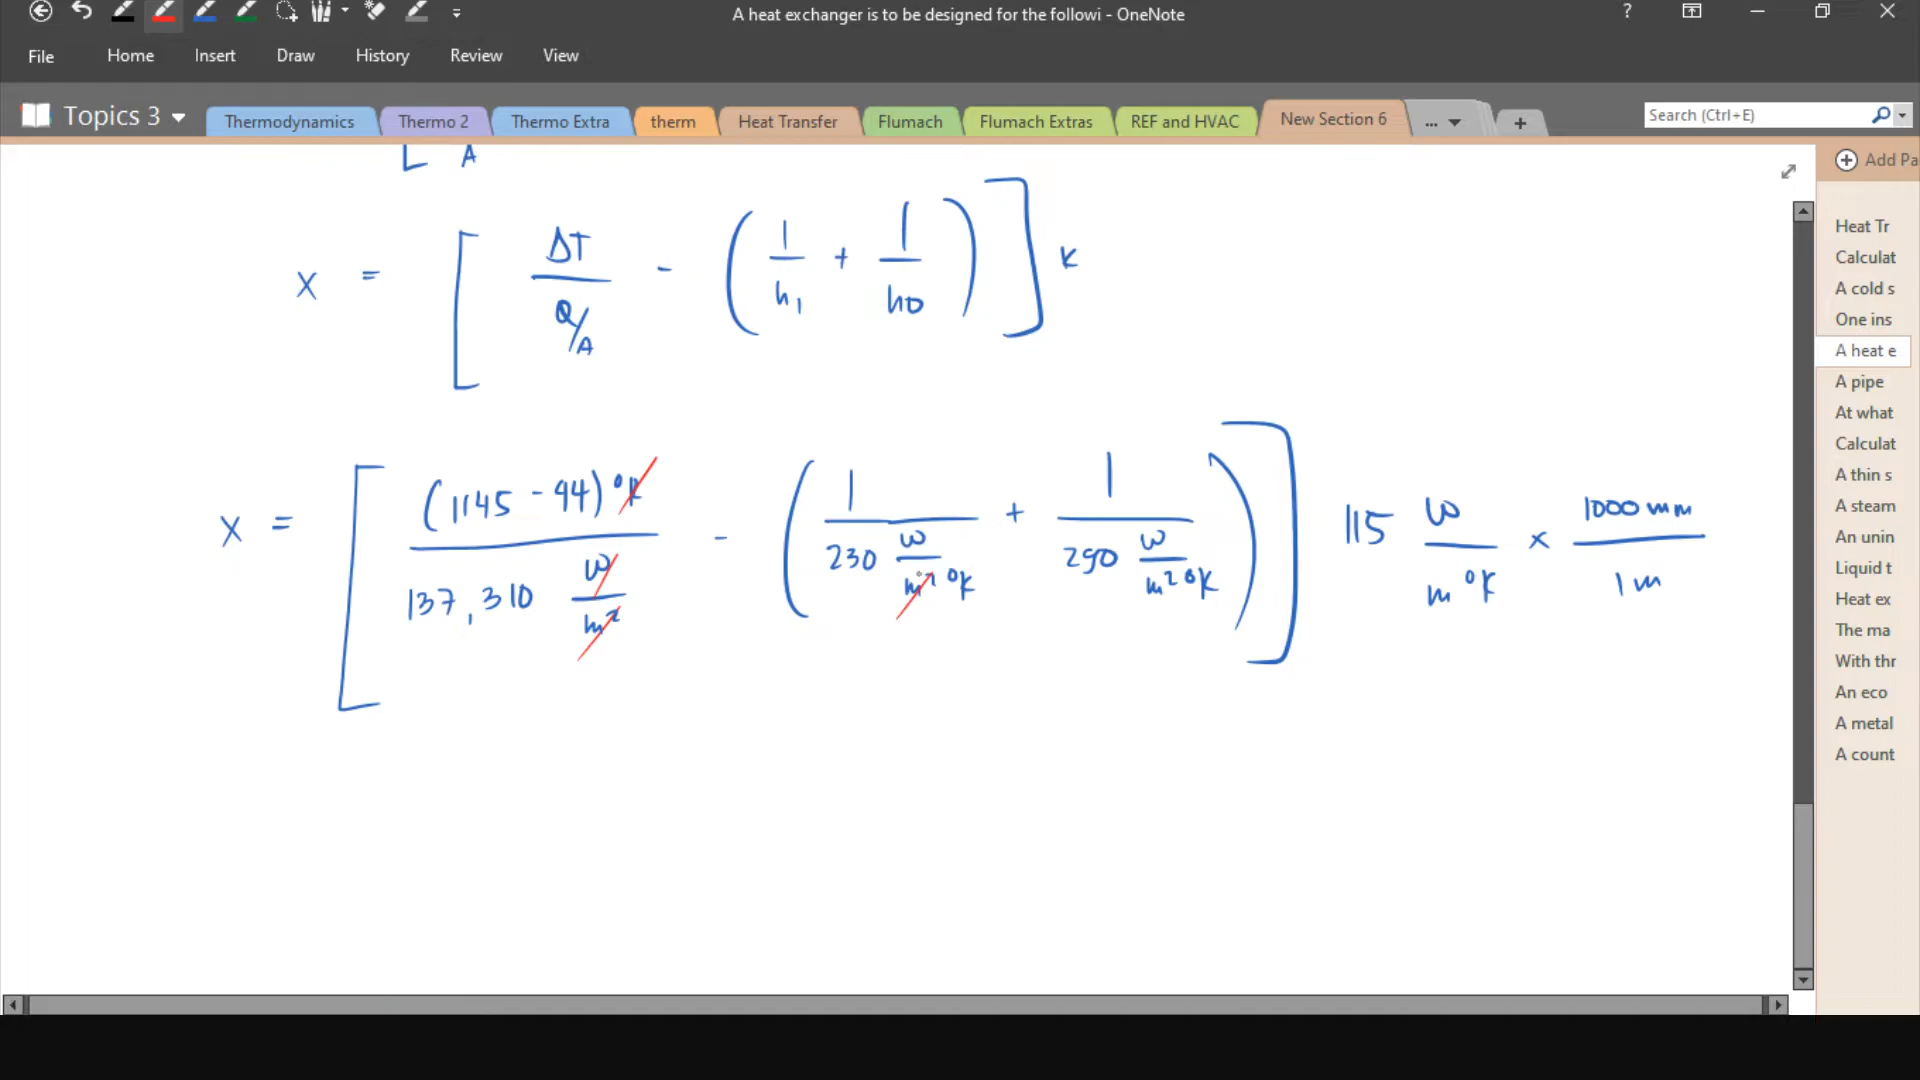 A heat exchanger is to be designed for the followi - OneNote
?
File Home Insert Draw History Review View
Topics 3 Thermodynamics Thermo 2 Thermo Extra therm Heat Transfer Flumach Flumach Extras REF and HVAC New Section 6 ... + Search (Ctrl+E)
Add Pa
Heat Tr
Calculat
A cold s
One ins
A heat e
A pipe
At what
Calculat
A thin s
A steam
An unin
Liquid t
Heat ex
The ma
With thr
An eco
A metal
A count
[ A
x = [ ΔT / Q/A - ( 1/h1 + 1/ho ) ] k
x = [ (1145 - 94) °K / 137,310 W/m² - ( 1 / 230 W/m² °K + 1 / 290 W/m² °K ) ] 115 W/m °K × 1000 mm / 1 m